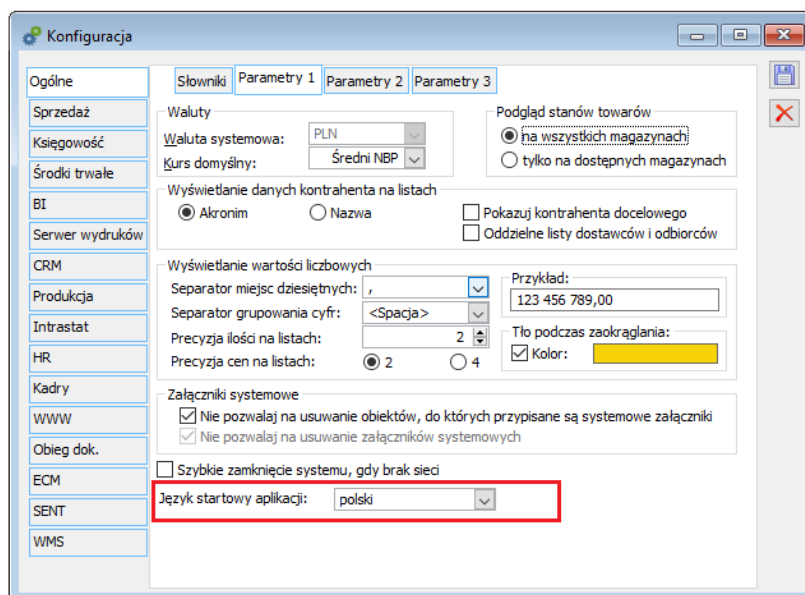 Konfiguracja
Ogólne
Sprzedaż
Księgowość
Środki trwałe
BI
Serwer wydruków
CRM
Produkcja
Intrastat
HR
Kadry
WWW
Obieg dok.
ECM
SENT
WMS
Słowniki Parametry 1 Parametry 2 Parametry 3
Waluty
Waluta systemowa: PLN
Kurs domyślny: Średni NBP
Podgląd stanów towarów
na wszystkich magazynach
tylko na dostępnych magazynach
Wyświetlanie danych kontrahenta na listach
Akronim Nazwa Pokazuj kontrahenta docelowego
Oddzielne listy dostawców i odbiorców
Wyświetlanie wartości liczbowych
Separator miejsc dziesiętnych: ,
Separator grupowania cyfr: <Spacja>
Precyzja ilości na listach: 2
Precyzja cen na listach: 2 4
Przykład:
123 456 789,00
Tło podczas zaokrąglania:
Kolor:
Załączniki systemowe
Nie pozwalaj na usuwanie obiektów, do których przypisane są systemowe załączniki
Nie pozwalaj na usuwanie załączników systemowych
Szybkie zamknięcie systemu, gdy brak sieci
Język startowy aplikacji: polski